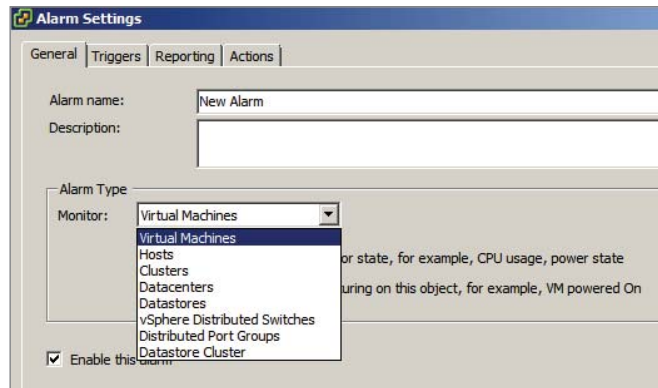 Alarm Settings
General Triggers Reporting Actions
Alarm name: New Alarm
Description:
Alarm Type
Monitor: Virtual Machines
Virtual Machines
Hosts
or state, for example, CPU usage, power state
Clusters
Datacenters
uring on this object, for example, VM powered On
Datastores
vSphere Distributed Switches
Distributed Port Groups
Datastore Cluster
Enable this alarm